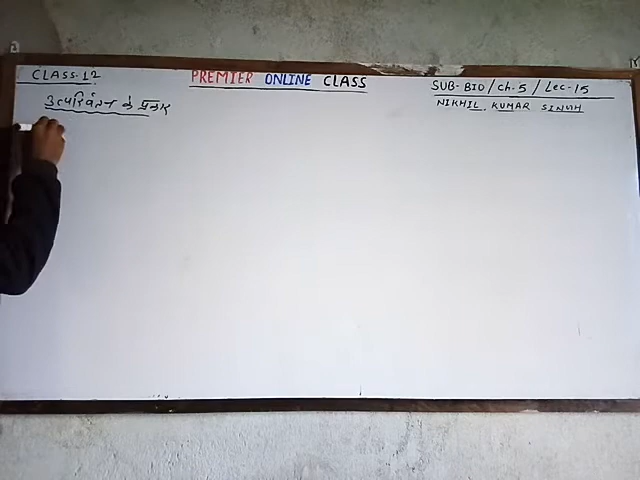 CLASS-12
PREMIER ONLINE CLASS
SUB-BIO/Ch-5/Lec-15
NIKHIL KUMAR SINGH
उत्परिवर्तन के प्रकार